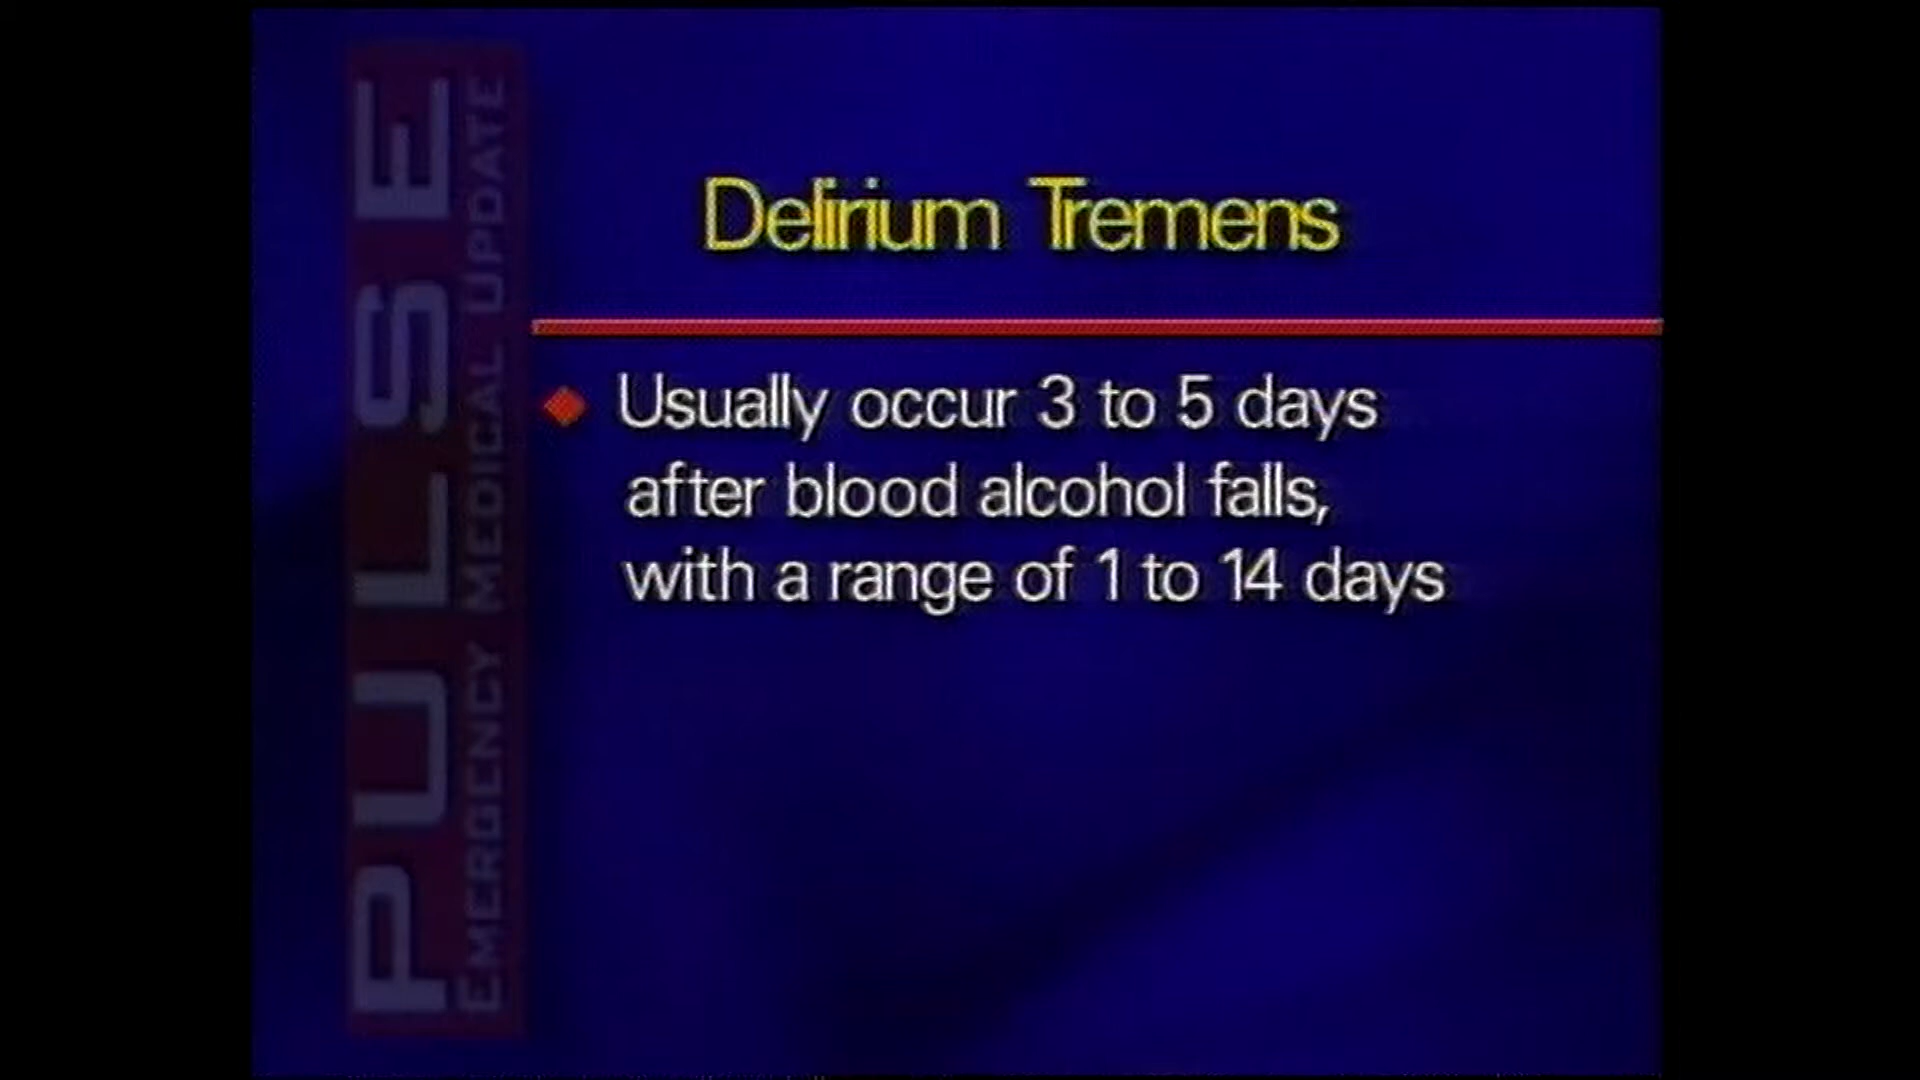 PULSE
EMERGENCY MEDICAL UPDATE
Delirium Tremens
Usually occur 3 to 5 days
after blood alcohol falls,
with a range of 1 to 14 days